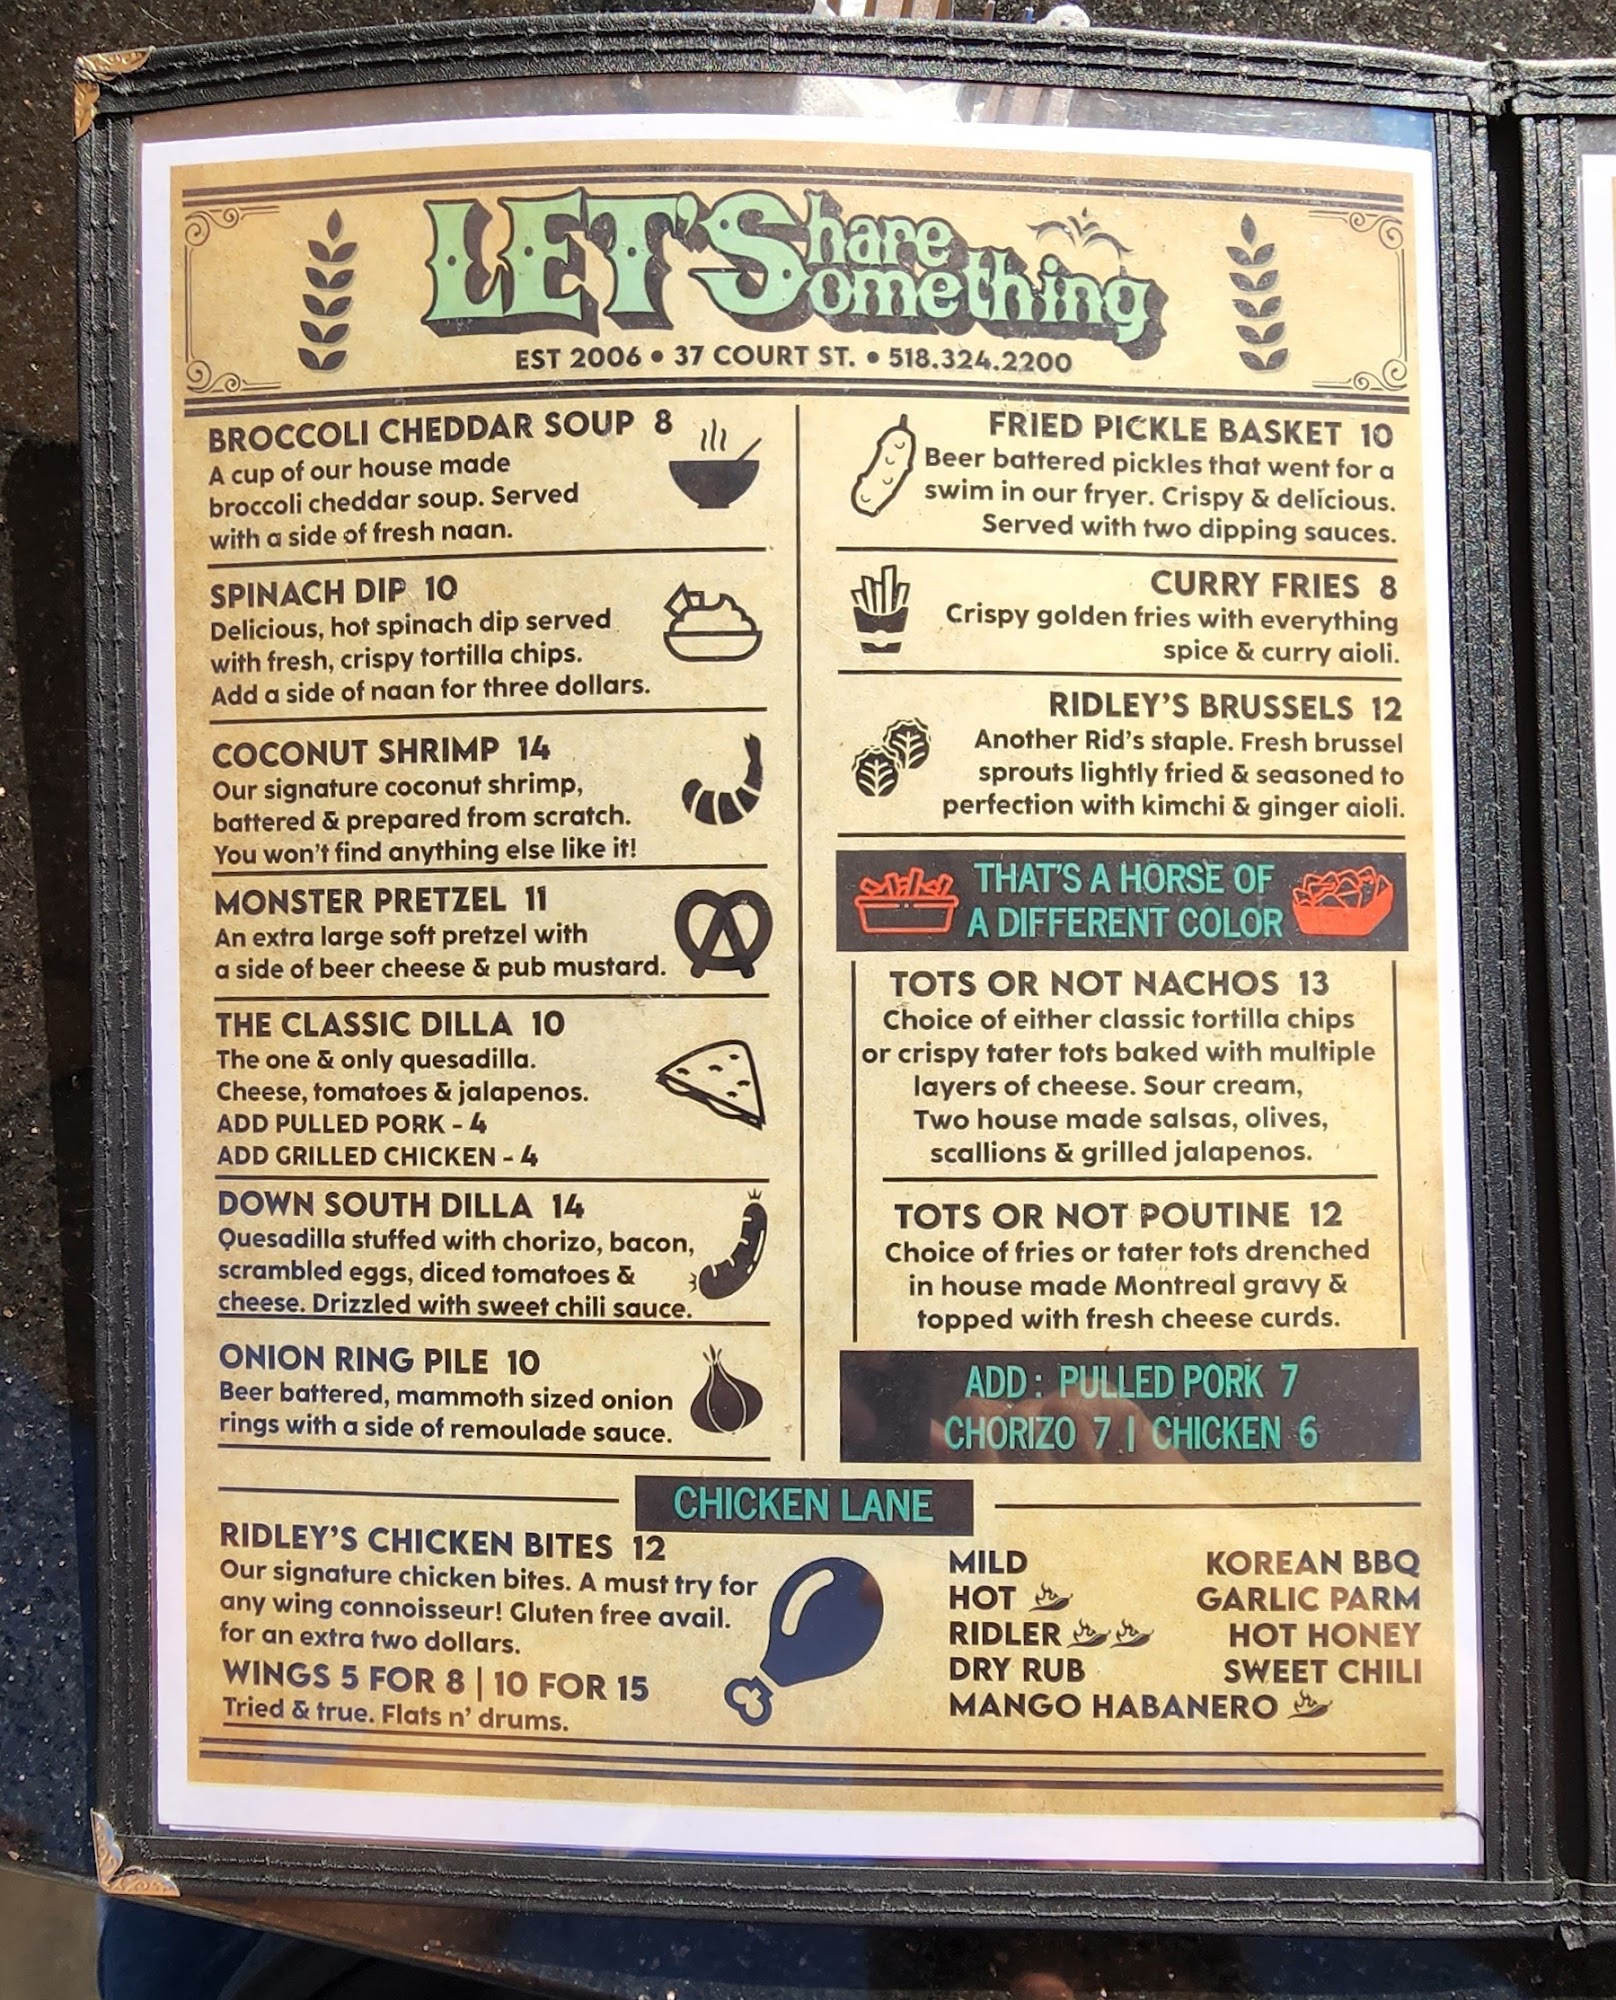 LET'S Share Something
EST 2006 • 37 COURT ST. • 518.324.2200
BROCCOLI CHEDDAR SOUP 8
A cup of our house made
broccoli cheddar soup. Served
with a side of fresh naan.
SPINACH DIP 10
Delicious, hot spinach dip served
with fresh, crispy tortilla chips.
Add a side of naan for three dollars.
COCONUT SHRIMP 14
Our signature coconut shrimp,
battered & prepared from scratch.
You won't find anything else like it!
MONSTER PRETZEL 11
An extra large soft pretzel with
a side of beer cheese & pub mustard.
THE CLASSIC DILLA 10
The one & only quesadilla.
Cheese, tomatoes & jalapenos.
ADD PULLED PORK - 4
ADD GRILLED CHICKEN - 4
DOWN SOUTH DILLA 14
Quesadilla stuffed with chorizo, bacon,
scrambled eggs, diced tomatoes &
cheese. Drizzled with sweet chili sauce.
ONION RING PILE 10
Beer battered, mammoth sized onion
rings with a side of remoulade sauce.
FRIED PICKLE BASKET 10
Beer battered pickles that went for a
swim in our fryer. Crispy & delicious.
Served with two dipping sauces.
CURRY FRIES 8
Crispy golden fries with everything
spice & curry aioli.
RIDLEY'S BRUSSELS 12
Another Rid's staple. Fresh brussel
sprouts lightly fried & seasoned to
perfection with kimchi & ginger aioli.
THAT'S A HORSE OF
A DIFFERENT COLOR
TOTS OR NOT NACHOS 13
Choice of either classic tortilla chips
or crispy tater tots baked with multiple
layers of cheese. Sour cream,
Two house made salsas, olives,
scallions & grilled jalapenos.
TOTS OR NOT POUTINE 12
Choice of fries or tater tots drenched
in house made Montreal gravy &
topped with fresh cheese curds.
ADD : PULLED PORK 7
CHORIZO 7 | CHICKEN 6
CHICKEN LANE
RIDLEY'S CHICKEN BITES 12
Our signature chicken bites. A must try for
any wing connoisseur! Gluten free avail.
for an extra two dollars.
WINGS 5 FOR 8 | 10 FOR 15
Tried & true. Flats n' drums.
MILD
HOT
RIDLER
DRY RUB
MANGO HABANERO
KOREAN BBQ
GARLIC PARM
HOT HONEY
SWEET CHILI